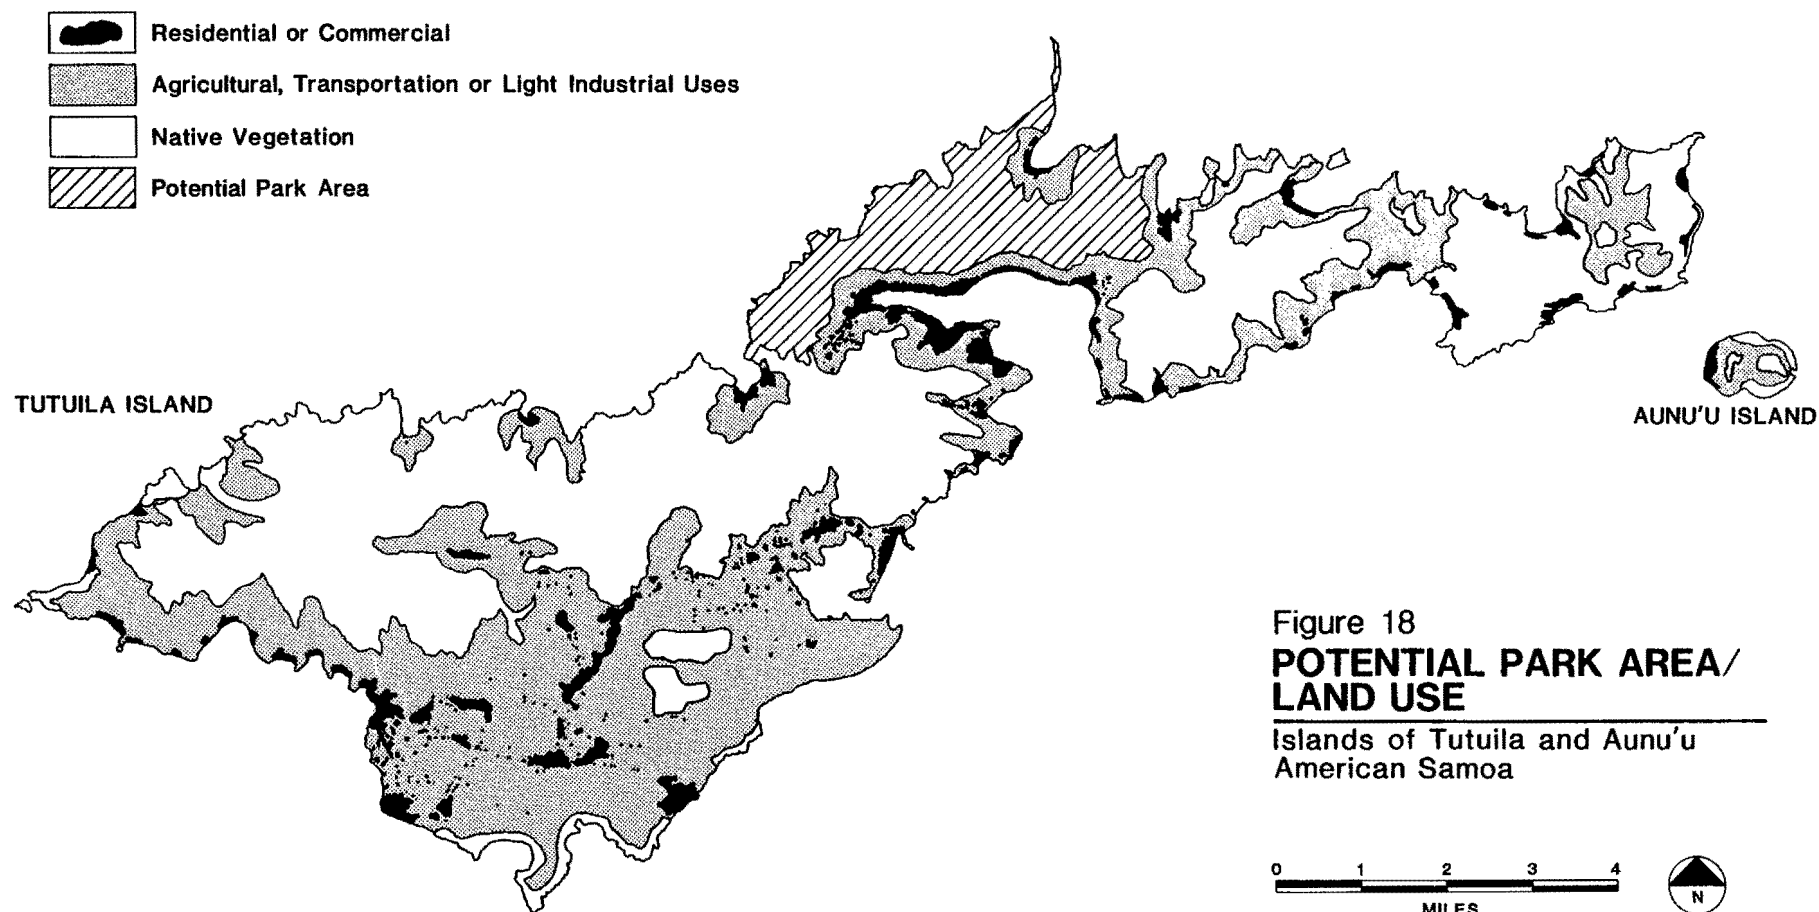 Residential or Commercial
Agricultural, Transportation or Light Industrial Uses
Native Vegetation
Potential Park Area
TUTUILA ISLAND
AUNU'U ISLAND
Figure 18
POTENTIAL PARK AREA/
LAND USE
Islands of Tutuila and Aunu'u
American Samoa
0 1 2 3 4
MILES
N